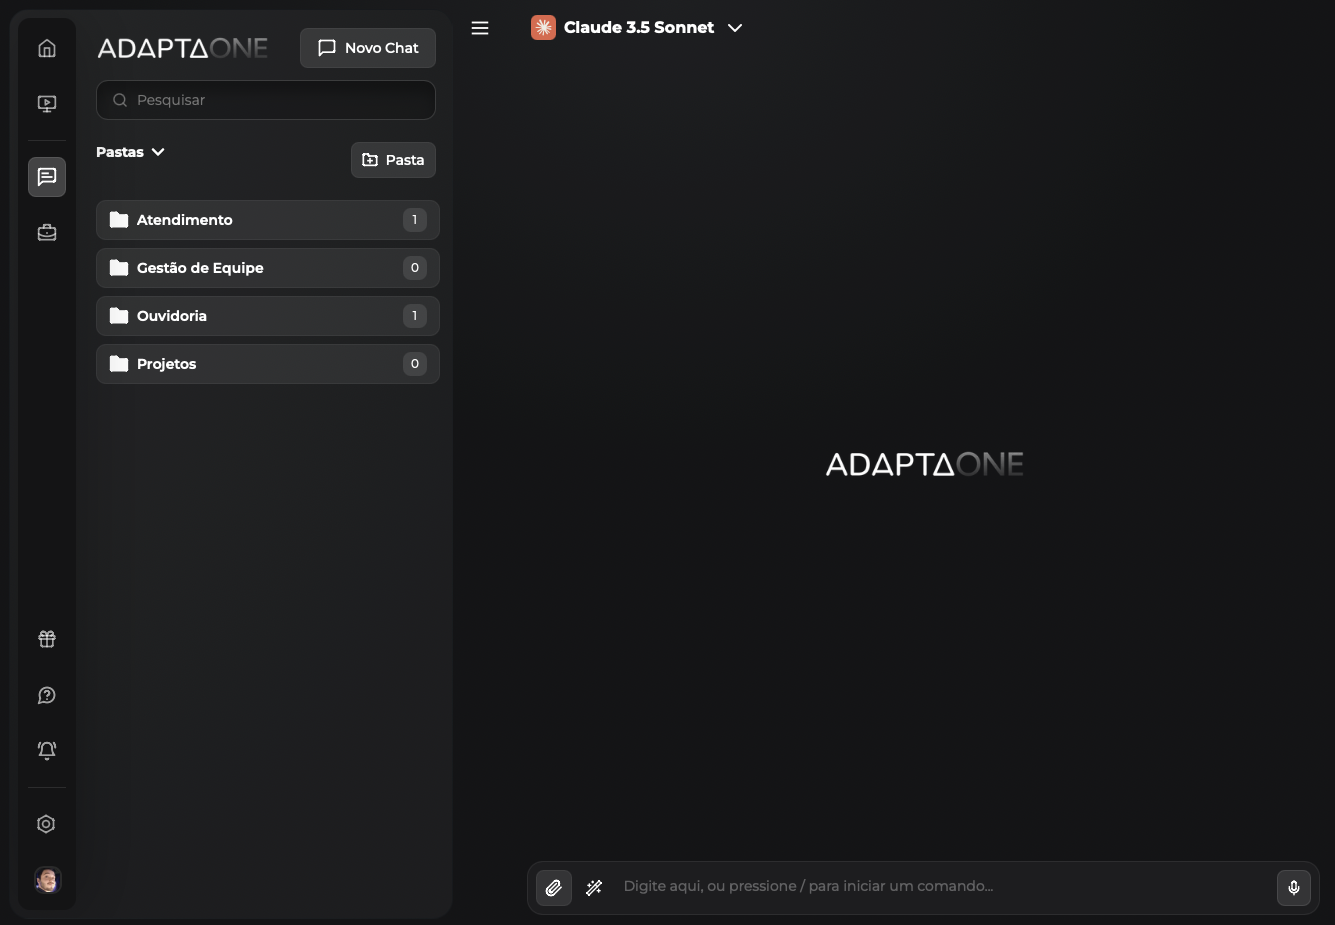 ADAPTAONE
Novo Chat
Pesquisar
Pastas
Pasta
Atendimento 1
Gestão de Equipe 0
Ouvidoria 1
Projetos 0
Claude 3.5 Sonnet
ADAPTAONE
Digite aqui, ou pressione / para iniciar um comando...